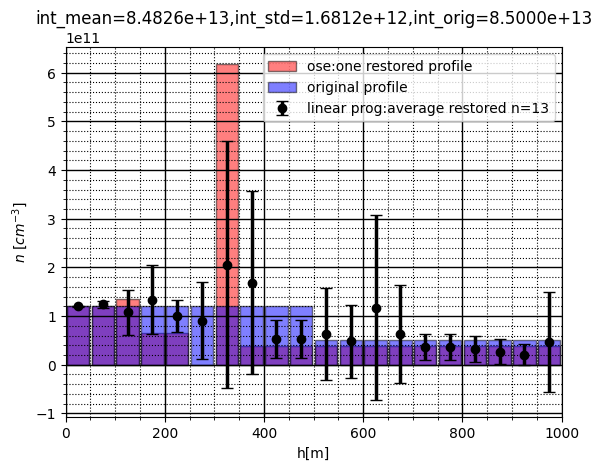 int_mean=8.4826e+13,int_std=1.6812e+12,int_orig=8.5000e+13
1e11
ose:one restored profile
original profile
linear prog:average restored n=13
6
5
4
3
2
1
0
−1
n [cm⁻³]
0 200 400 600 800 1000
h[m]